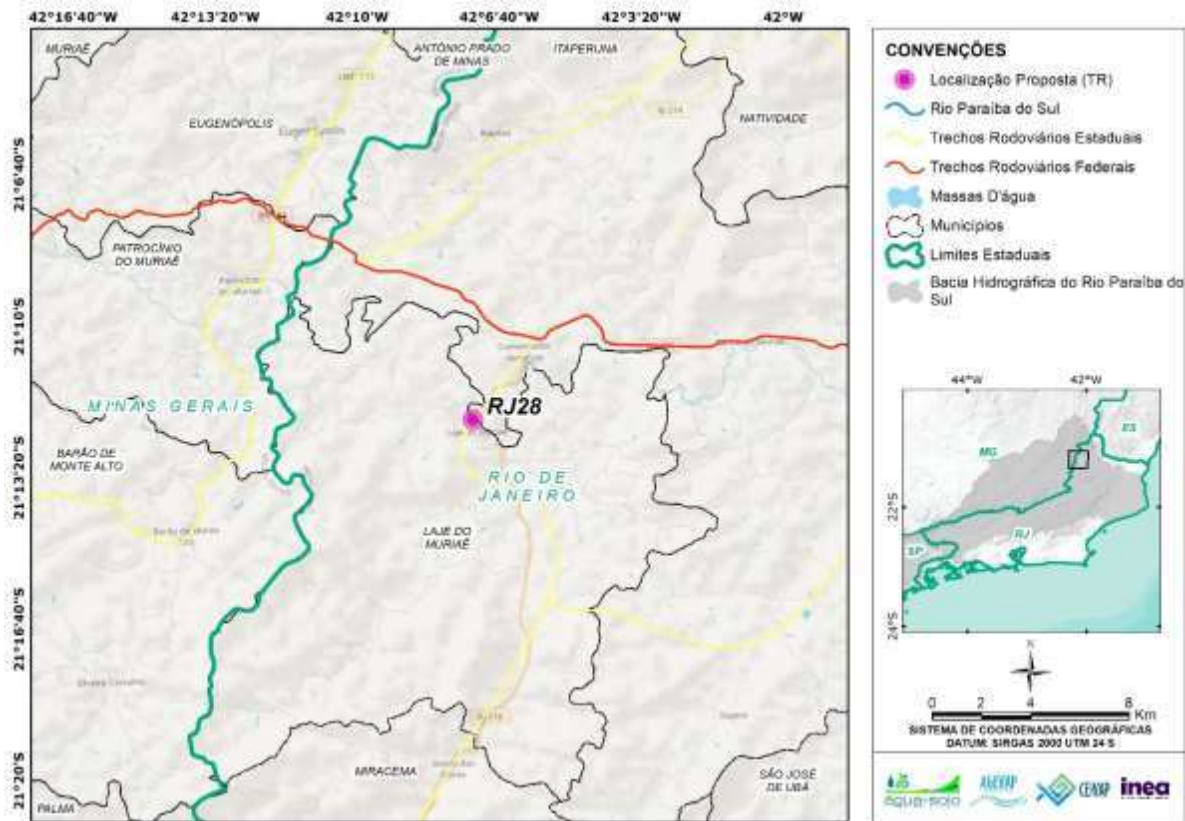 42°16'40"W
42°13'20"W
42°10'W
42°6'40"W
42°3'20"W
42°W
21°6'40"S
21°10'S
21°13'20"S
21°16'40"S
21°20'S
MURIAÉ
ANTÔNIO PRADO
DE MINAS
ITAPERUNA
EUGENÓPOLIS
NATIVIDADE
PATROCÍNIO
DO MURIAÉ
MINAS GERAIS
BARÃO DE
MONTE ALTO
RJ28
RIO DE
JANEIRO
LAJE DO
MURIAÉ
MIRACEMA
PALMA
SÃO JOSÉ
DE UBÁ
CONVENÇÕES
Localização Proposta (TR)
Rio Paraíba do Sul
Trechos Rodoviários Estaduais
Trechos Rodoviários Federais
Massas D'água
Municípios
Limites Estaduais
Bacia Hidrográfica do Rio Paraíba do
Sul
44°W
42°W
22°S
24°S
MG
ES
SP
RJ
N
0 2 4 8
Km
SISTEMA DE COORDENADAS GEOGRÁFICAS
DATUM: SIRGAS 2000 UTM 24 S
água-solo
AGEVAP
CEIVAP
inea